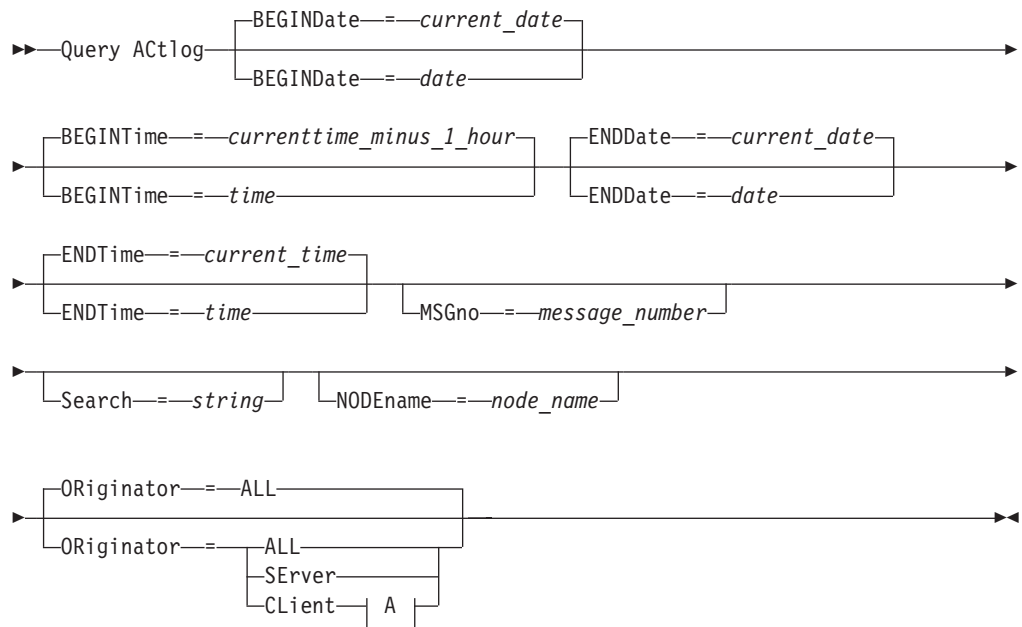 BEGINDate = current_date
Query ACtlog
BEGINDate = date
BEGINTime = currenttime_minus_1_hour ENDDate = current_date
BEGINTime = time ENDDate = date
ENDTime = current_time
ENDTime = time MSGno = message_number
Search = string NODEname = node_name
ORiginator = ALL
ORiginator = ALL
SErver
CLient A